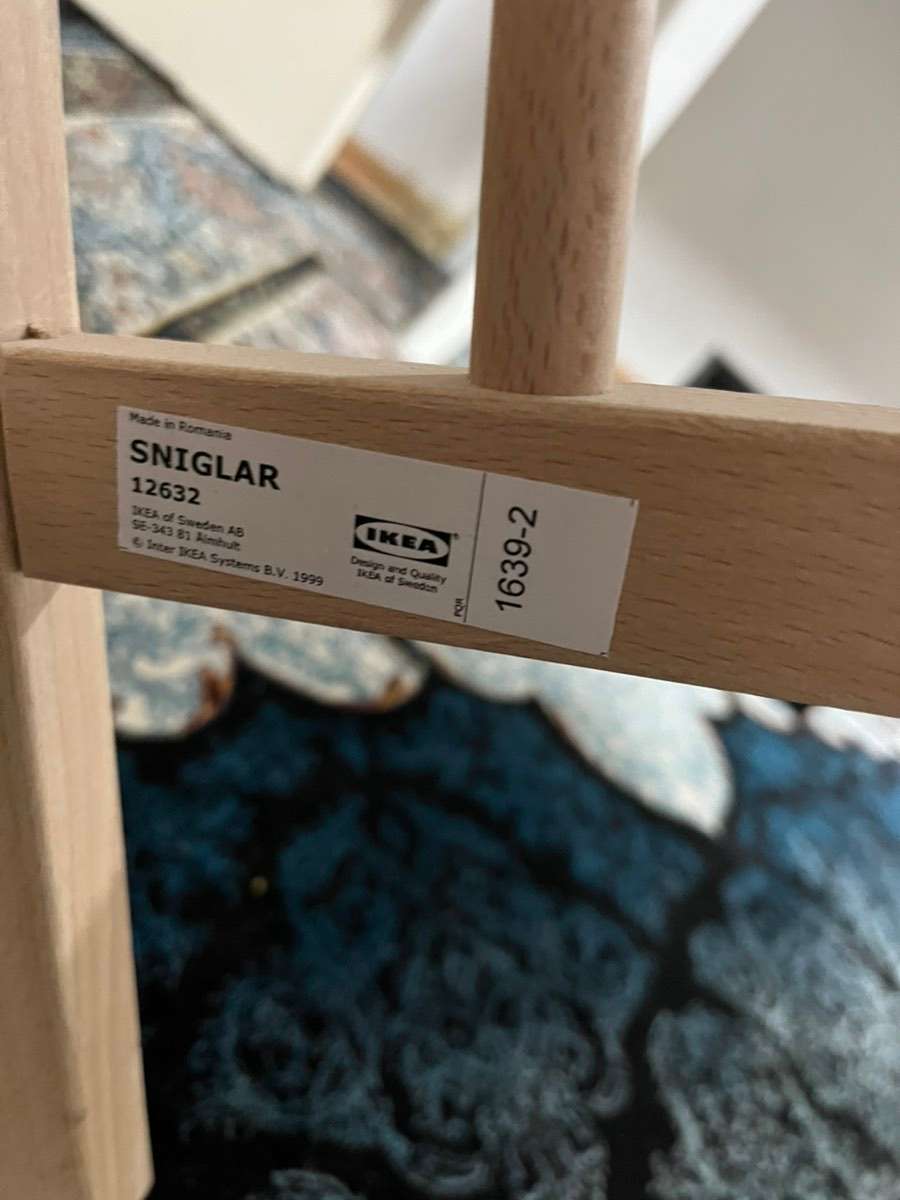 Made in Romania
SNIGLAR
12632
IKEA of Sweden AB
SE-343 81 Älmhult
© Inter IKEA Systems B.V. 1999
IKEA®
Design and Quality
IKEA of Sweden
PQR
1639-2